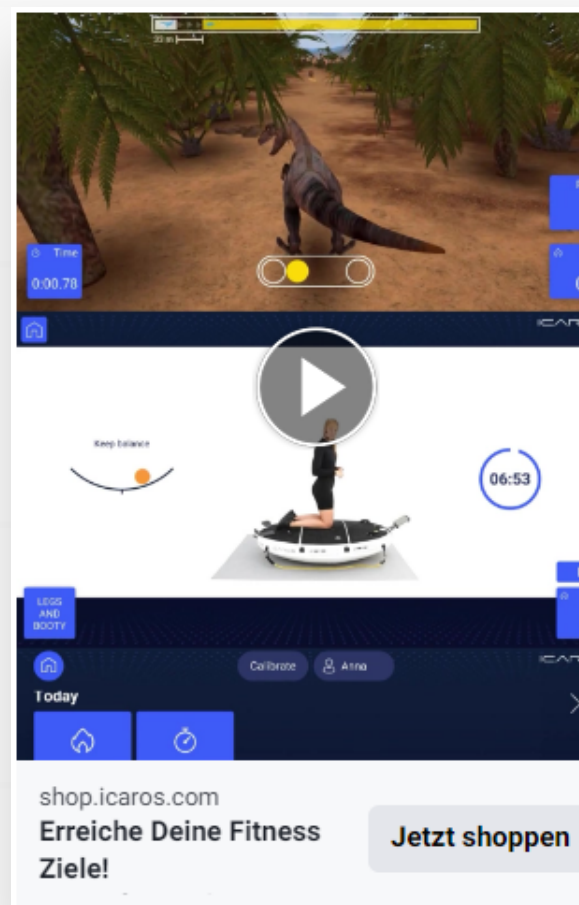 33 m
Time
0:00.78
Keep balance
06:53
LEGS
AND
BOOTY
Calibrate
Anna
Today
shop.icaros.com
Erreiche Deine Fitness
Ziele!
Jetzt shoppen